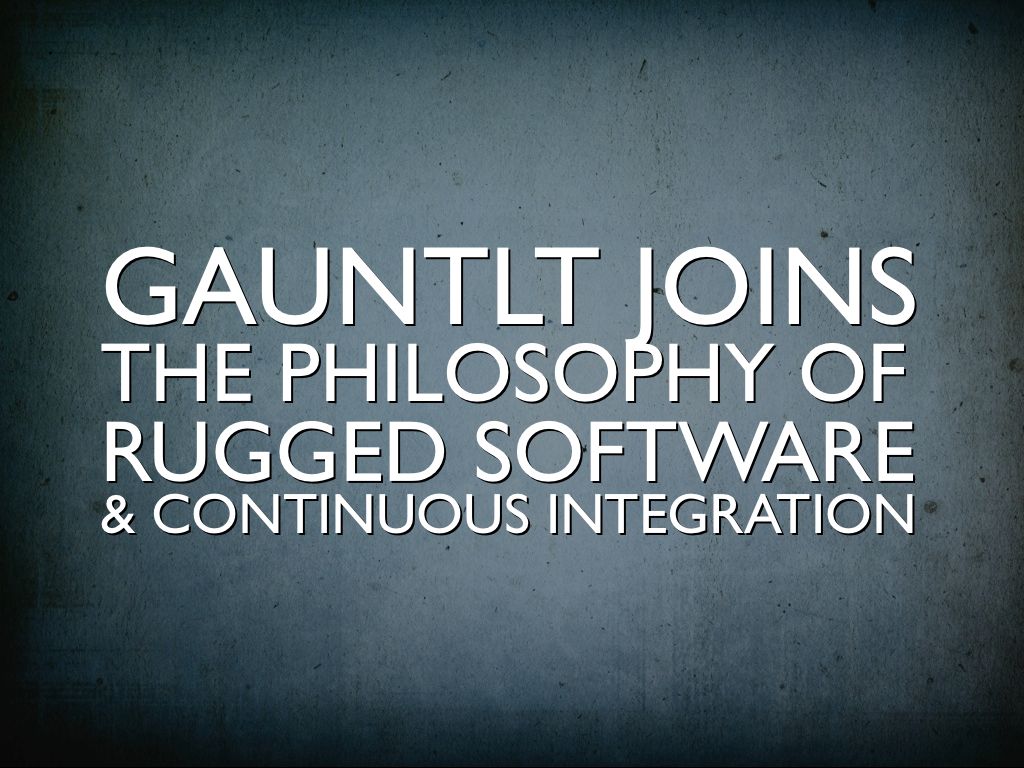 GAUNTLT JOINS
THE PHILOSOPHY OF
RUGGED SOFTWARE
& CONTINUOUS INTEGRATION